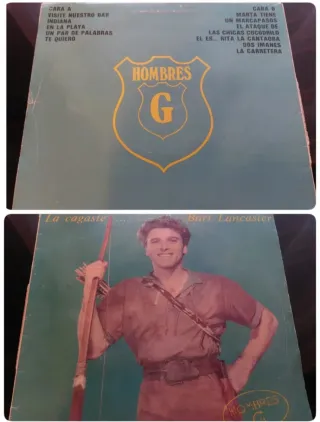 CARA A
VISITE NUESTRO BAR
INDIANA
EN LA PLAYA
UN PAR DE PALABRAS
TE QUIERO
CARA B
MARTA TIENE
UN MARCAPASOS
EL ATAQUE DE
LAS CHICAS COCODRILO
EL EX.. RITA LA CANTAORA
DOS IMANES
LA CARRETERA
HOMBRES
G
La cagaste ... Burt Lancaster
HOMBRES
G